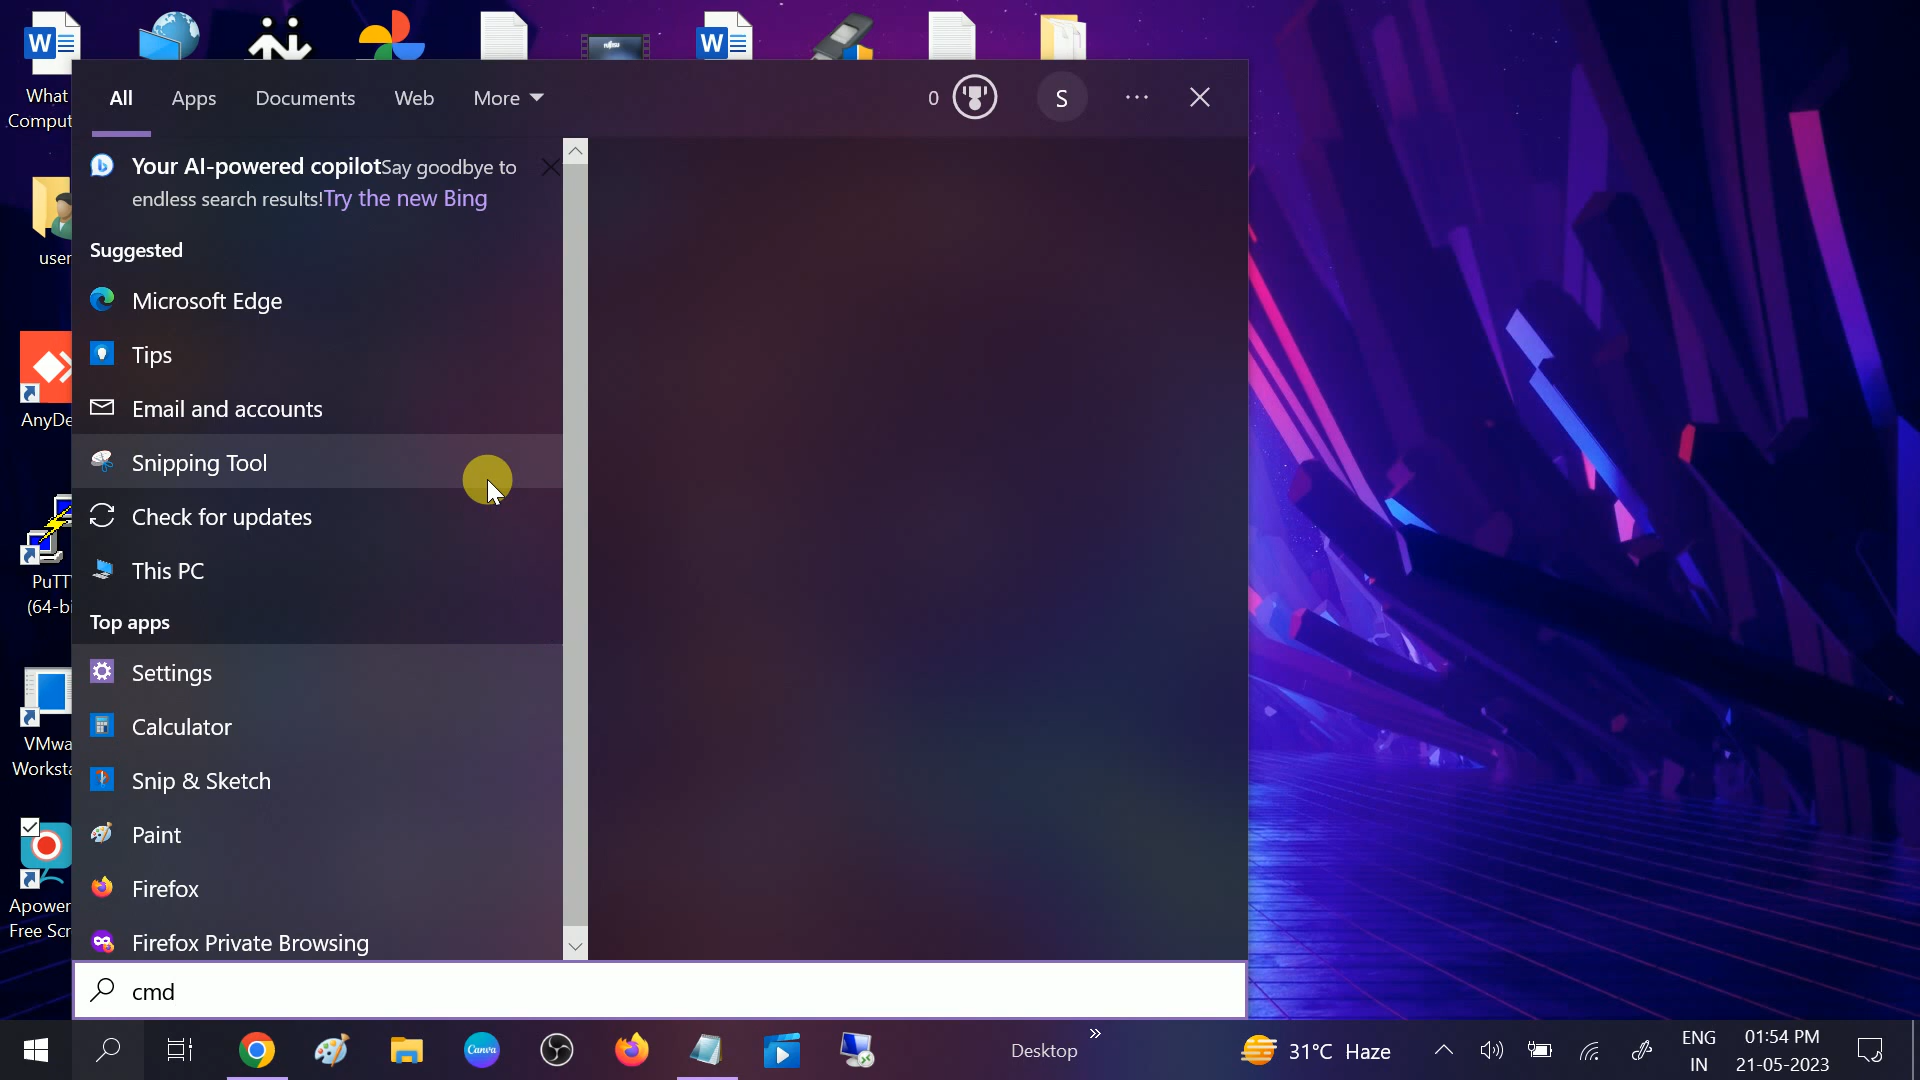 What
Comput
user
AnyDe
PuTT
(64-bi
VMwa
Worksta
Apower
Free Scr
All Apps Documents Web More 0 S
Your AI-powered copilotSay goodbye to
endless search results!Try the new Bing
Suggested
Microsoft Edge
Tips
Email and accounts
Snipping Tool
Check for updates
This PC
Top apps
Settings
Calculator
Snip & Sketch
Paint
Firefox
Firefox Private Browsing
cmd
Canva
Desktop
31°C Haze
ENG
IN
01:54 PM
21-05-2023